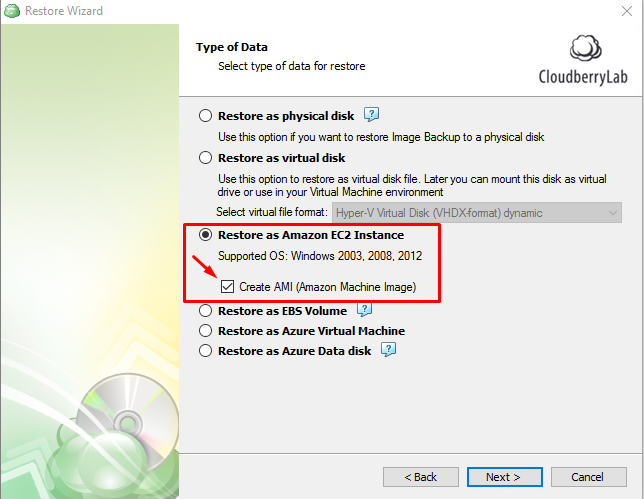 Restore Wizard
Type of Data
Select type of data for restore
CloudberryLab
Restore as physical disk
Use this option if you want to restore Image Backup to a physical disk
Restore as virtual disk
Use this option to restore as virtual disk file. Later you can mount this disk as virtual
drive or use in your Virtual Machine environment
Select virtual file format: Hyper-V Virtual Disk (VHDX-format) dynamic
Restore as Amazon EC2 Instance
Supported OS: Windows 2003, 2008, 2012
Create AMI (Amazon Machine Image)
Restore as EBS Volume
Restore as Azure Virtual Machine
Restore as Azure Data disk
< Back Next > Cancel